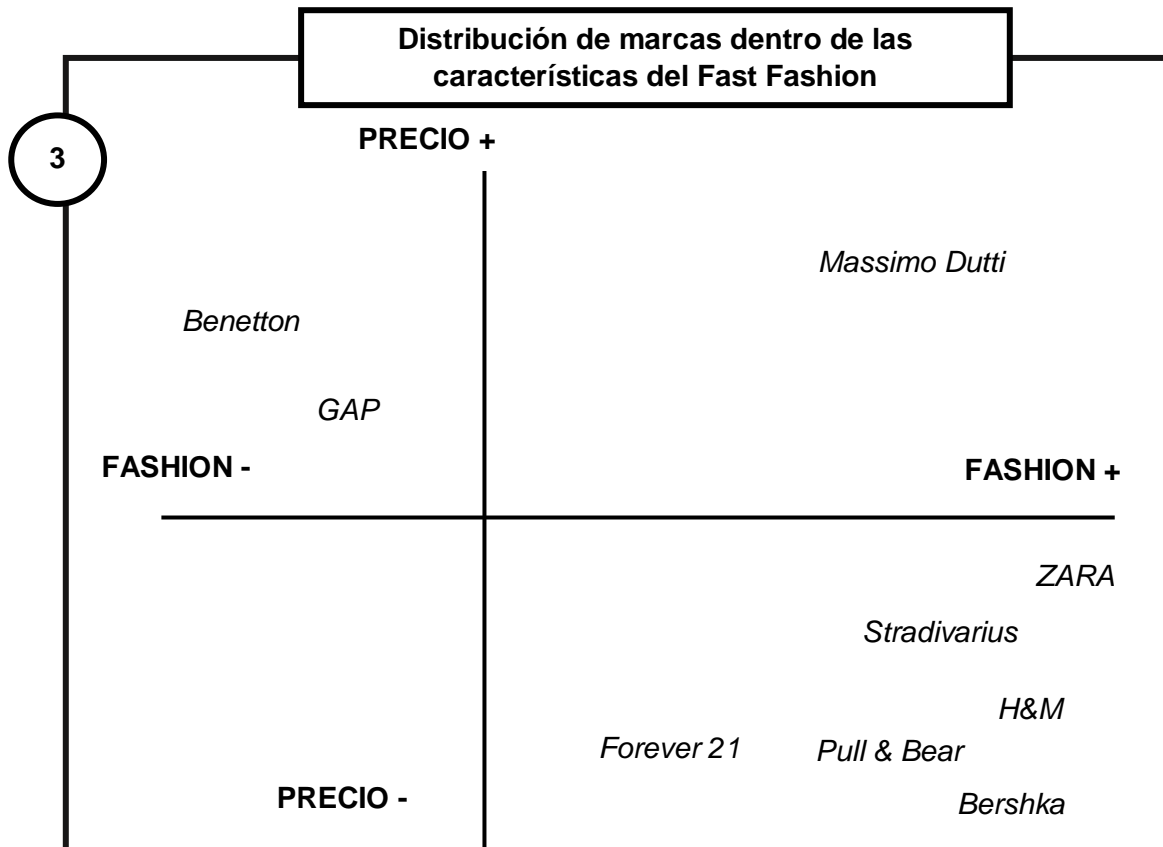 Distribución de marcas dentro de las
características del Fast Fashion
3
PRECIO +
Massimo Dutti
Benetton
GAP
FASHION -
FASHION +
ZARA
Stradivarius
H&M
Forever 21
Pull & Bear
PRECIO -
Bershka